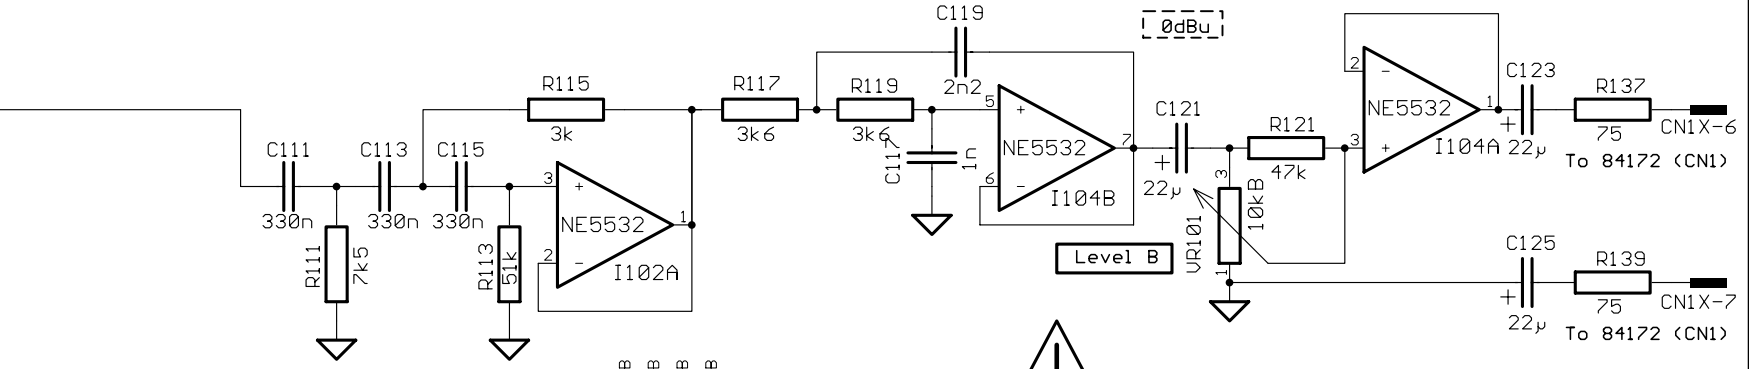 C119
2n2
0dBu
R115
3k
R117
3k6
R119
3k6
C117
1n
5
+
6
-
7
NE5532
I104B
C121
+
22µ
R121
47k
2
-
3
+
1
NE5532
I104A
C123
+
22µ
R137
75
CN1X-6
To 84172 (CN1)
C111
330n
C113
330n
C115
330n
R111
7k5
R113
51k
3
+
2
-
1
NE5532
I102A
3
10kB
VR101
1
Level B
C125
+
22µ
R139
75
CN1X-7
To 84172 (CN1)
B
B
B
B